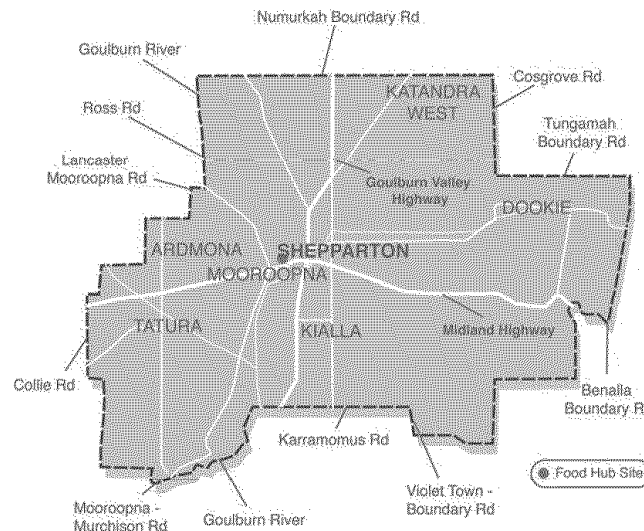 Numurkah Boundary Rd
Goulburn River
Cosgrove Rd
KATANDRA
WEST
Ross Rd
Tungamah
Boundary Rd
Lancaster
Mooroopna Rd
Goulburn Valley
Highway
DOOKIE
ARDMONA
SHEPPARTON
MOOROOPNA
TATURA
KIALLA
Midland Highway
Collie Rd
Benalla
Boundary R
Karramomus Rd
Food Hub Site
Violet Town -
Boundary Rd
Mooroopna -
Murchison Rd
Goulburn River